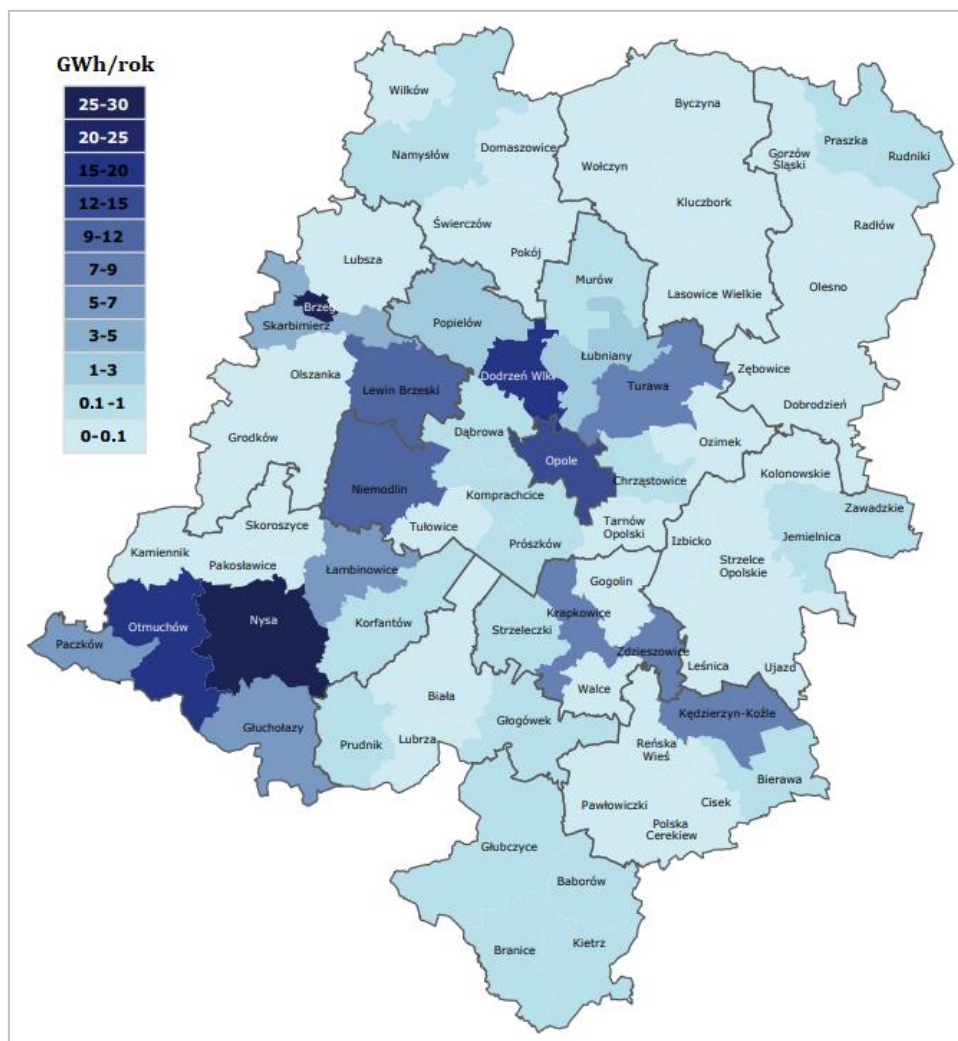 GWh/rok
25-30
20-25
15-20
12-15
9-12
7-9
5-7
3-5
1-3
0.1 -1
0-0.1
Wilków
Byczyna
Praszka
Rudniki
Namysłów
Domaszowice
Gorzów
Śląski
Wołczyn
Kluczbork
Radłów
Świerczów
Pokój
Lubsza
Murów
Olesno
Lasowice Wielkie
Brzeg
Skarbimierz
Popielów
Łubniany
Zębowice
Olszanka
Lewin Brzeski
Dodrzeń Wlk.
Turawa
Dobrodzień
Grodków
Dąbrowa
Ozimek
Opole
Kolonowskie
Niemodlin
Komprachcice
Chrząstowice
Zawadzkie
Skoroszyce
Tułowice
Tarnów
Opolski
Izbicko
Jemielnica
Kamiennik
Pakosławice
Prószków
Strzelce
Opolskie
Łambinowice
Gogolin
Otmuchów
Nysa
Korfantów
Strzeleczki
Krapkowice
Paczków
Zdzieszowice
Leśnica
Ujazd
Biała
Walce
Głuchołazy
Prudnik
Lubrza
Głogówek
Kędzierzyn-Koźle
Reńska
Wieś
Bierawa
Pawłowiczki
Cisek
Polska
Cerekiew
Głubczyce
Baborów
Branice
Kietrz